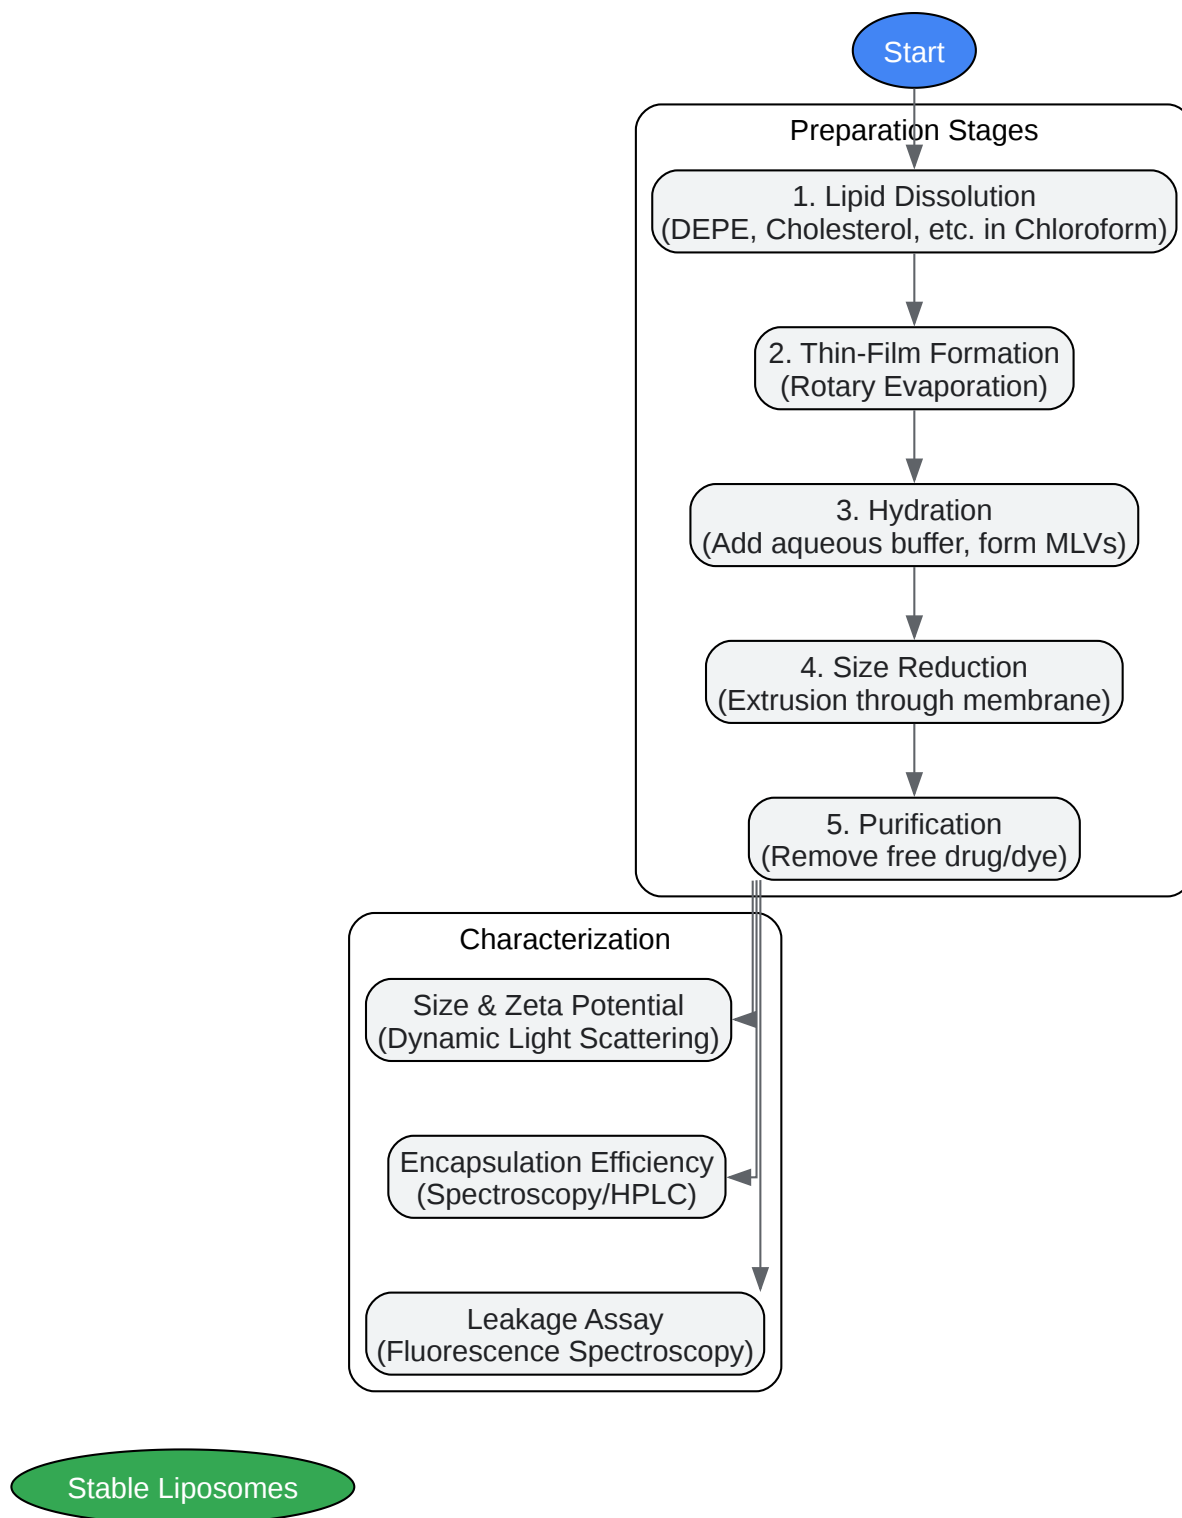 Start
Preparation Stages
1. Lipid Dissolution
(DEPE, Cholesterol, etc. in Chloroform)
2. Thin-Film Formation
(Rotary Evaporation)
3. Hydration
(Add aqueous buffer, form MLVs)
4. Size Reduction
(Extrusion through membrane)
5. Purification
(Remove free drug/dye)
Characterization
Size & Zeta Potential
(Dynamic Light Scattering)
Encapsulation Efficiency
(Spectroscopy/HPLC)
Leakage Assay
(Fluorescence Spectroscopy)
Stable Liposomes